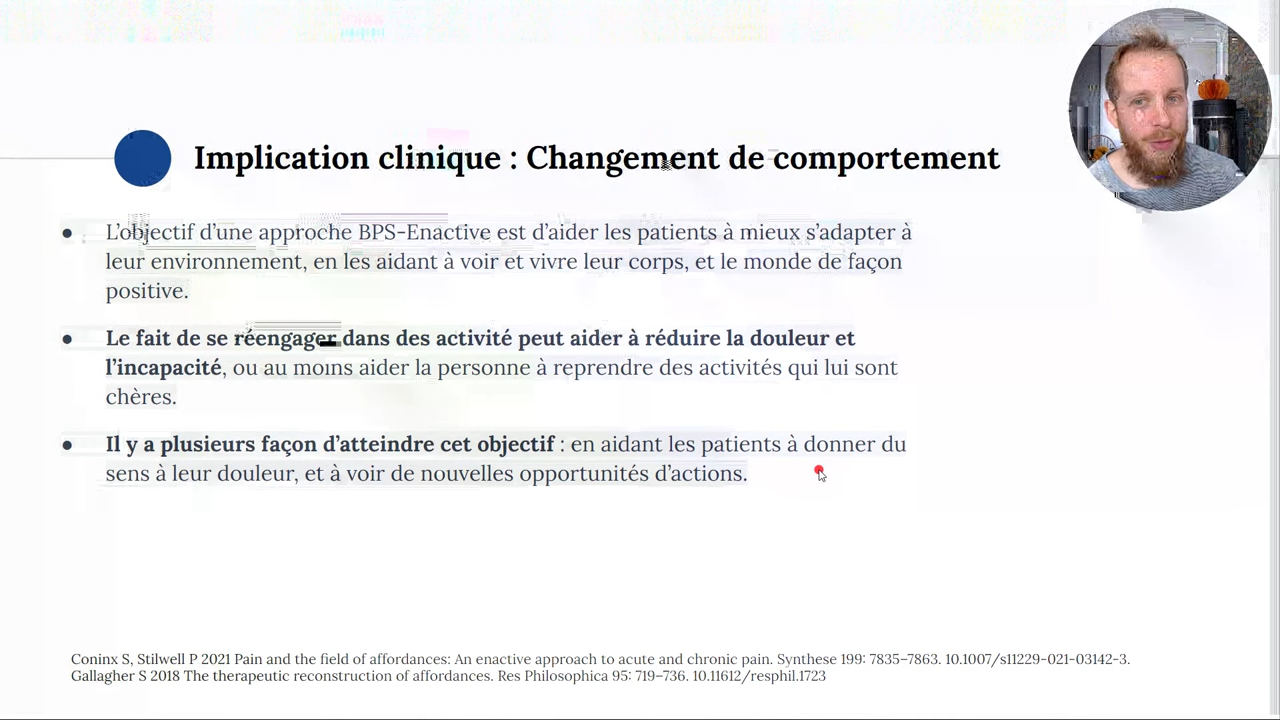 Implication clinique : Changement de comportement
● L’objectif d’une approche BPS-Enactive est d’aider les patients à mieux s’adapter à
leur environnement, en les aidant à voir et vivre leur corps, et le monde de façon
positive.
● Le fait de se réengager dans des activité peut aider à réduire la douleur et
l’incapacité, ou au moins aider la personne à reprendre des activités qui lui sont
chères.
● Il y a plusieurs façon d’atteindre cet objectif : en aidant les patients à donner du
sens à leur douleur, et à voir de nouvelles opportunités d’actions.
Coninx S, Stilwell P 2021 Pain and the field of affordances: An enactive approach to acute and chronic pain. Synthese 199: 7835–7863. 10.1007/s11229-021-03142-3.
Gallagher S 2018 The therapeutic reconstruction of affordances. Res Philosophica 95: 719–736. 10.11612/resphil.1723